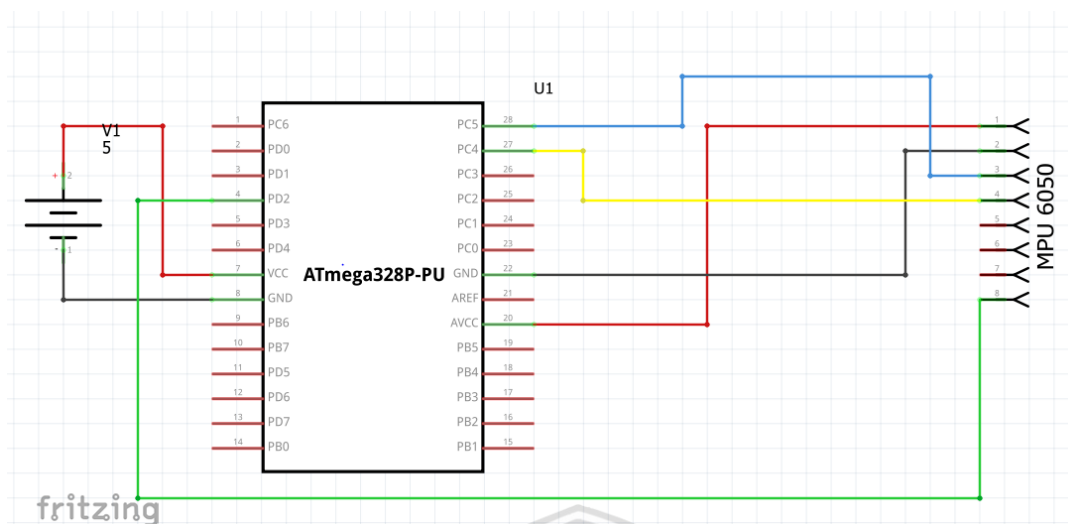 U1
V1
5
+ 2
- 1
1 PC6
2 PD0
3 PD1
4 PD2
5 PD3
6 PD4
7 VCC
8 GND
9 PB6
10 PB7
11 PD5
12 PD6
13 PD7
14 PB0
ATmega328P-PU
PC5 28
PC4 27
PC3 26
PC2 25
PC1 24
PC0 23
GND 22
AREF 21
AVCC 20
PB5 19
PB4 18
PB3 17
PB2 16
PB1 15
1
2
3
4
5
6
7
8
MPU 6050
fritzing